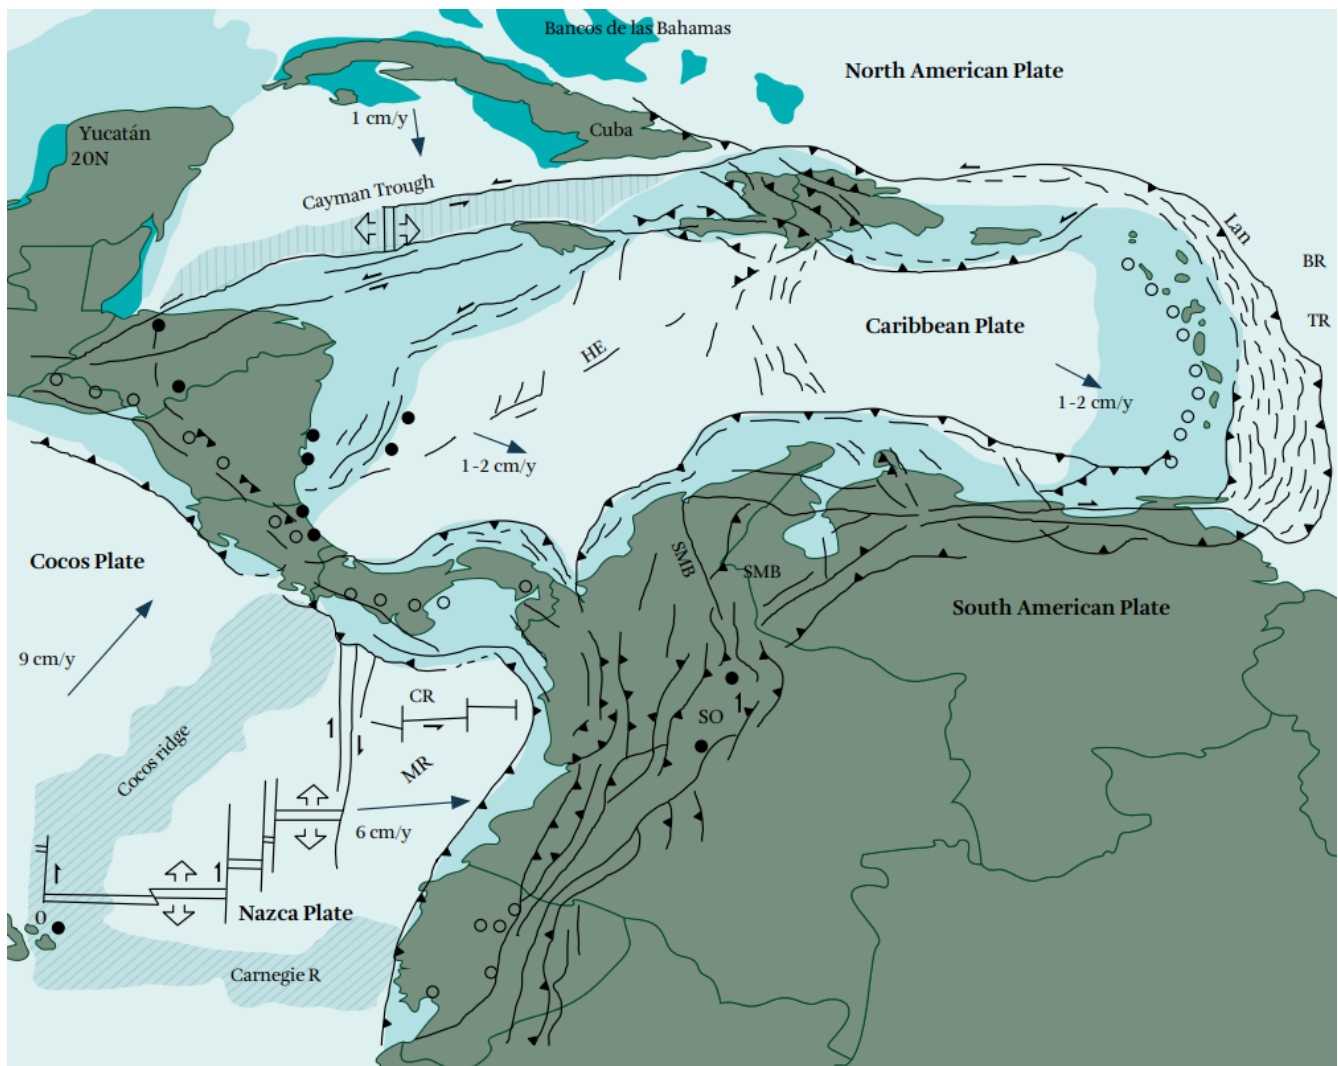 Bancos de las Bahamas
North American Plate
1 cm/y
Cuba
Yucatán
20N
Cayman Trough
Lan
BR
TR
Caribbean Plate
HE
1-2 cm/y
1-2 cm/y
Cocos Plate
SMB
SMB
South American Plate
9 cm/y
CR
SO
Cocos ridge
MR
6 cm/y
0
Nazca Plate
Carnegie R